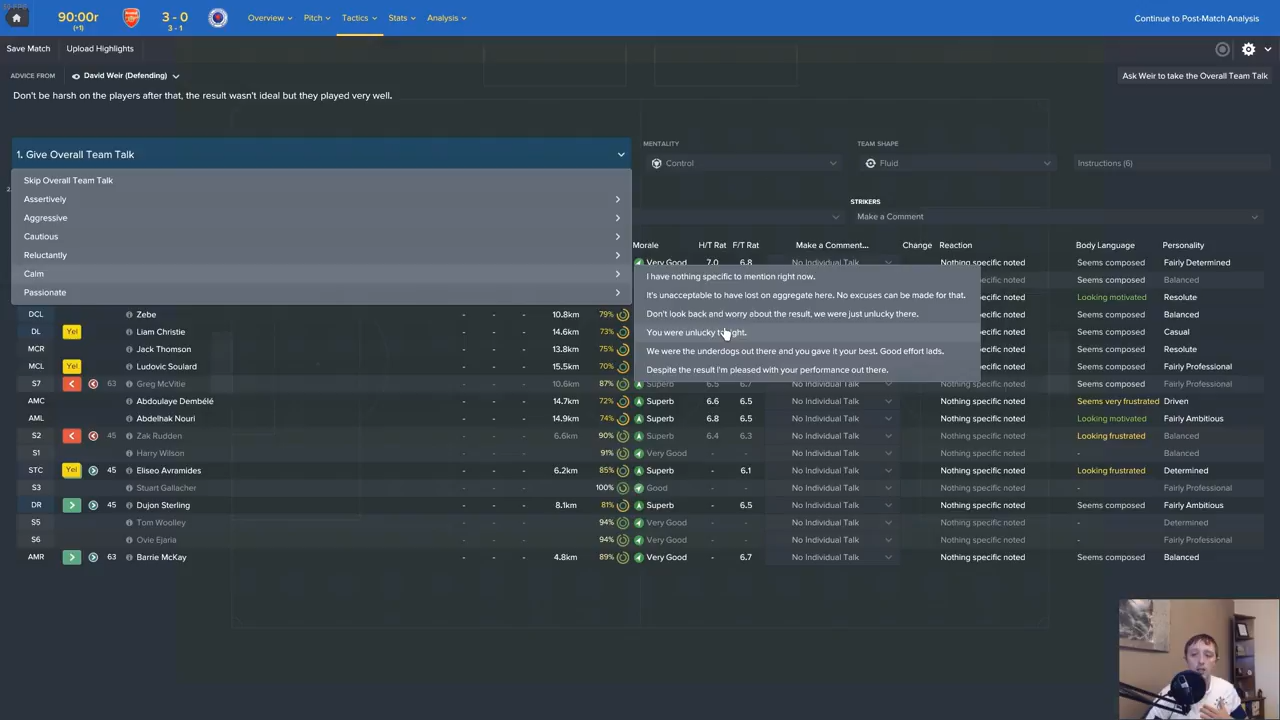 90:00r
(+1)
3 - 0
3 - 1
Overview
Pitch
Tactics
Stats
Analysis
Continue to Post-Match Analysis
Save Match
Upload Highlights
ADVICE FROM
David Weir (Defending)
Ask Weir to take the Overall Team Talk
Don't be harsh on the players after that, the result wasn't ideal but they played very well.
1. Give Overall Team Talk
MENTALITY
Control
TEAM SHAPE
Fluid
Instructions (6)
Skip Overall Team Talk
Assertively
Aggressive
Cautious
Reluctantly
Calm
Passionate
STRIKERS
Make a Comment
Morale H/T Rat F/T Rat Make a Comment... Change Reaction Body Language Personality
Very Good 7.0 6.8 No Individual Talk Nothing specific noted Seems composed Fairly Determined
I have nothing specific to mention right now.
It's unacceptable to have lost on aggregate here. No excuses can be made for that.
Don't look back and worry about the result, we were just unlucky there.
You were unlucky tonight.
We were the underdogs out there and you gave it your best. Good effort lads.
Despite the result I'm pleased with your performance out there.
Seems composed Balanced
Looking motivated Resolute
DCL Zebe - - - 10.8km 79% Seems composed Balanced
DL Yel Liam Christie - - - 14.6km 73% Seems composed Casual
MCR Jack Thomson - - - 13.8km 75% Seems composed Resolute
MCL Ludovic Soulard - - - 15.5km 70% Seems composed Fairly Professional
S7 63 Greg McVitie - - - 10.6km 87% Superb 6.5 6.7 No Individual Talk Nothing specific noted Seems composed Fairly Professional
AMC Abdoulaye Dembélé - - - 14.7km 72% Superb 6.6 6.5 No Individual Talk Nothing specific noted Seems very frustrated Driven
AML Abdelhak Nouri - - - 14.9km 74% Superb 6.8 6.5 No Individual Talk Nothing specific noted Looking motivated Fairly Ambitious
S2 45 Zak Rudden - - - 6.6km 90% Superb 6.4 6.3 No Individual Talk Nothing specific noted Looking frustrated Balanced
S1 Harry Wilson - - - 91% Very Good - - No Individual Talk Nothing specific noted - Balanced
STC Yel 45 Eliseo Avramides - - - 6.2km 85% Superb - 6.1 No Individual Talk Nothing specific noted Looking frustrated Determined
S3 Stuart Gallacher - - - 100% Good - - No Individual Talk Nothing specific noted - Fairly Professional
DR 45 Dujon Sterling - - - 8.1km 81% Superb - 6.5 No Individual Talk Nothing specific noted Seems composed Fairly Ambitious
S5 Tom Woolley - - - 94% Very Good - - No Individual Talk Nothing specific noted - Determined
S6 Ovie Ejaria - - - 94% Very Good - - No Individual Talk Nothing specific noted - Fairly Professional
AMR 63 Barrie McKay - - - 4.8km 89% Very Good - 6.7 No Individual Talk Nothing specific noted Seems composed Balanced